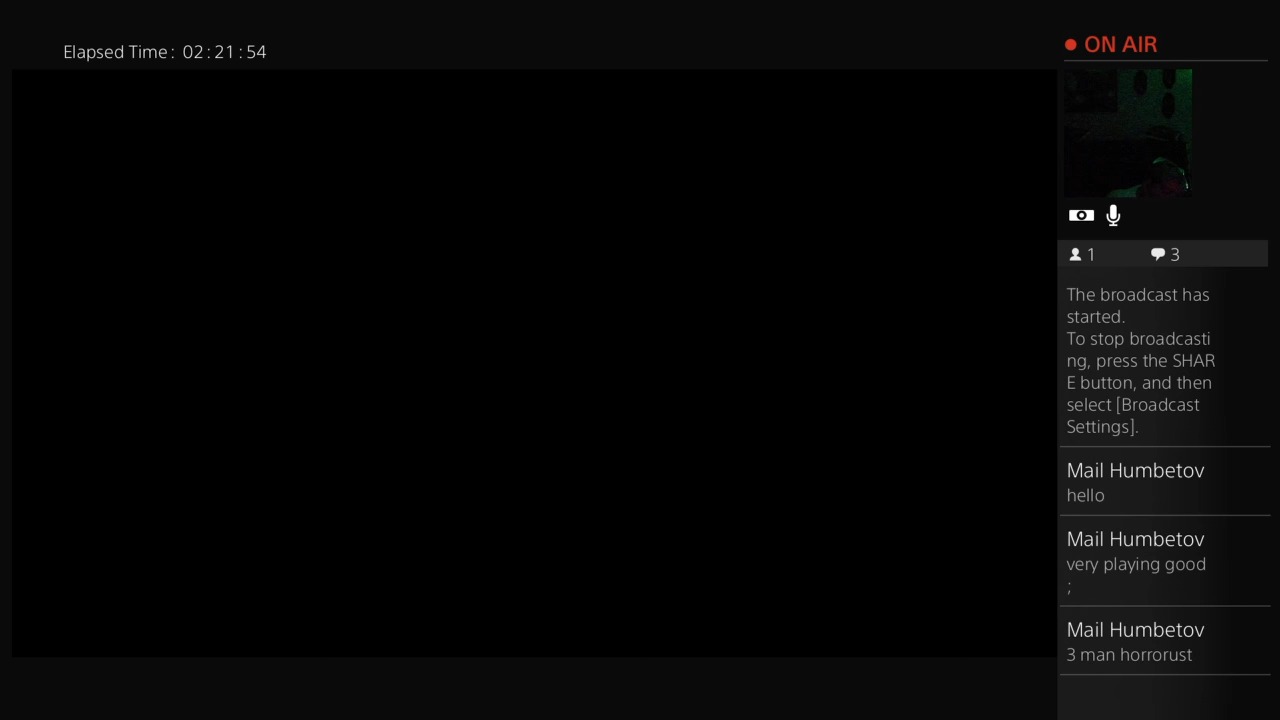 Elapsed Time: 02:21:54
ON AIR
1 3
The broadcast has
started.
To stop broadcasti
ng, press the SHAR
E button, and then
select [Broadcast
Settings].
Mail Humbetov
hello
Mail Humbetov
very playing good
;
Mail Humbetov
3 man horrorust